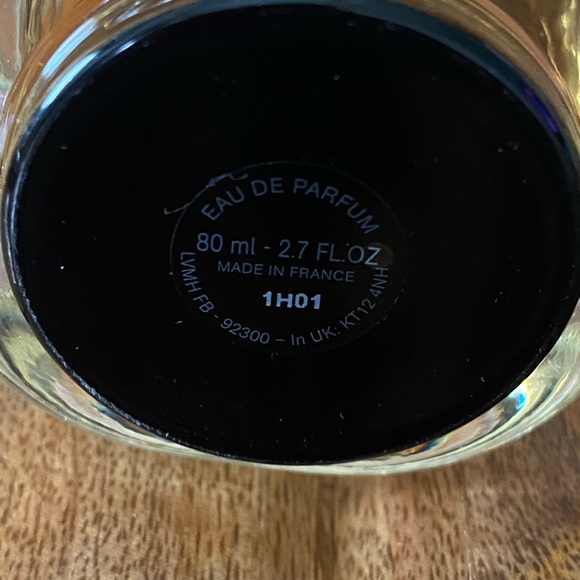 EAU DE PARFUM
80 ml - 2.7 FL.OZ
MADE IN FRANCE
1H01
LVMH FB - 92300 - In UK: KT12 4NH